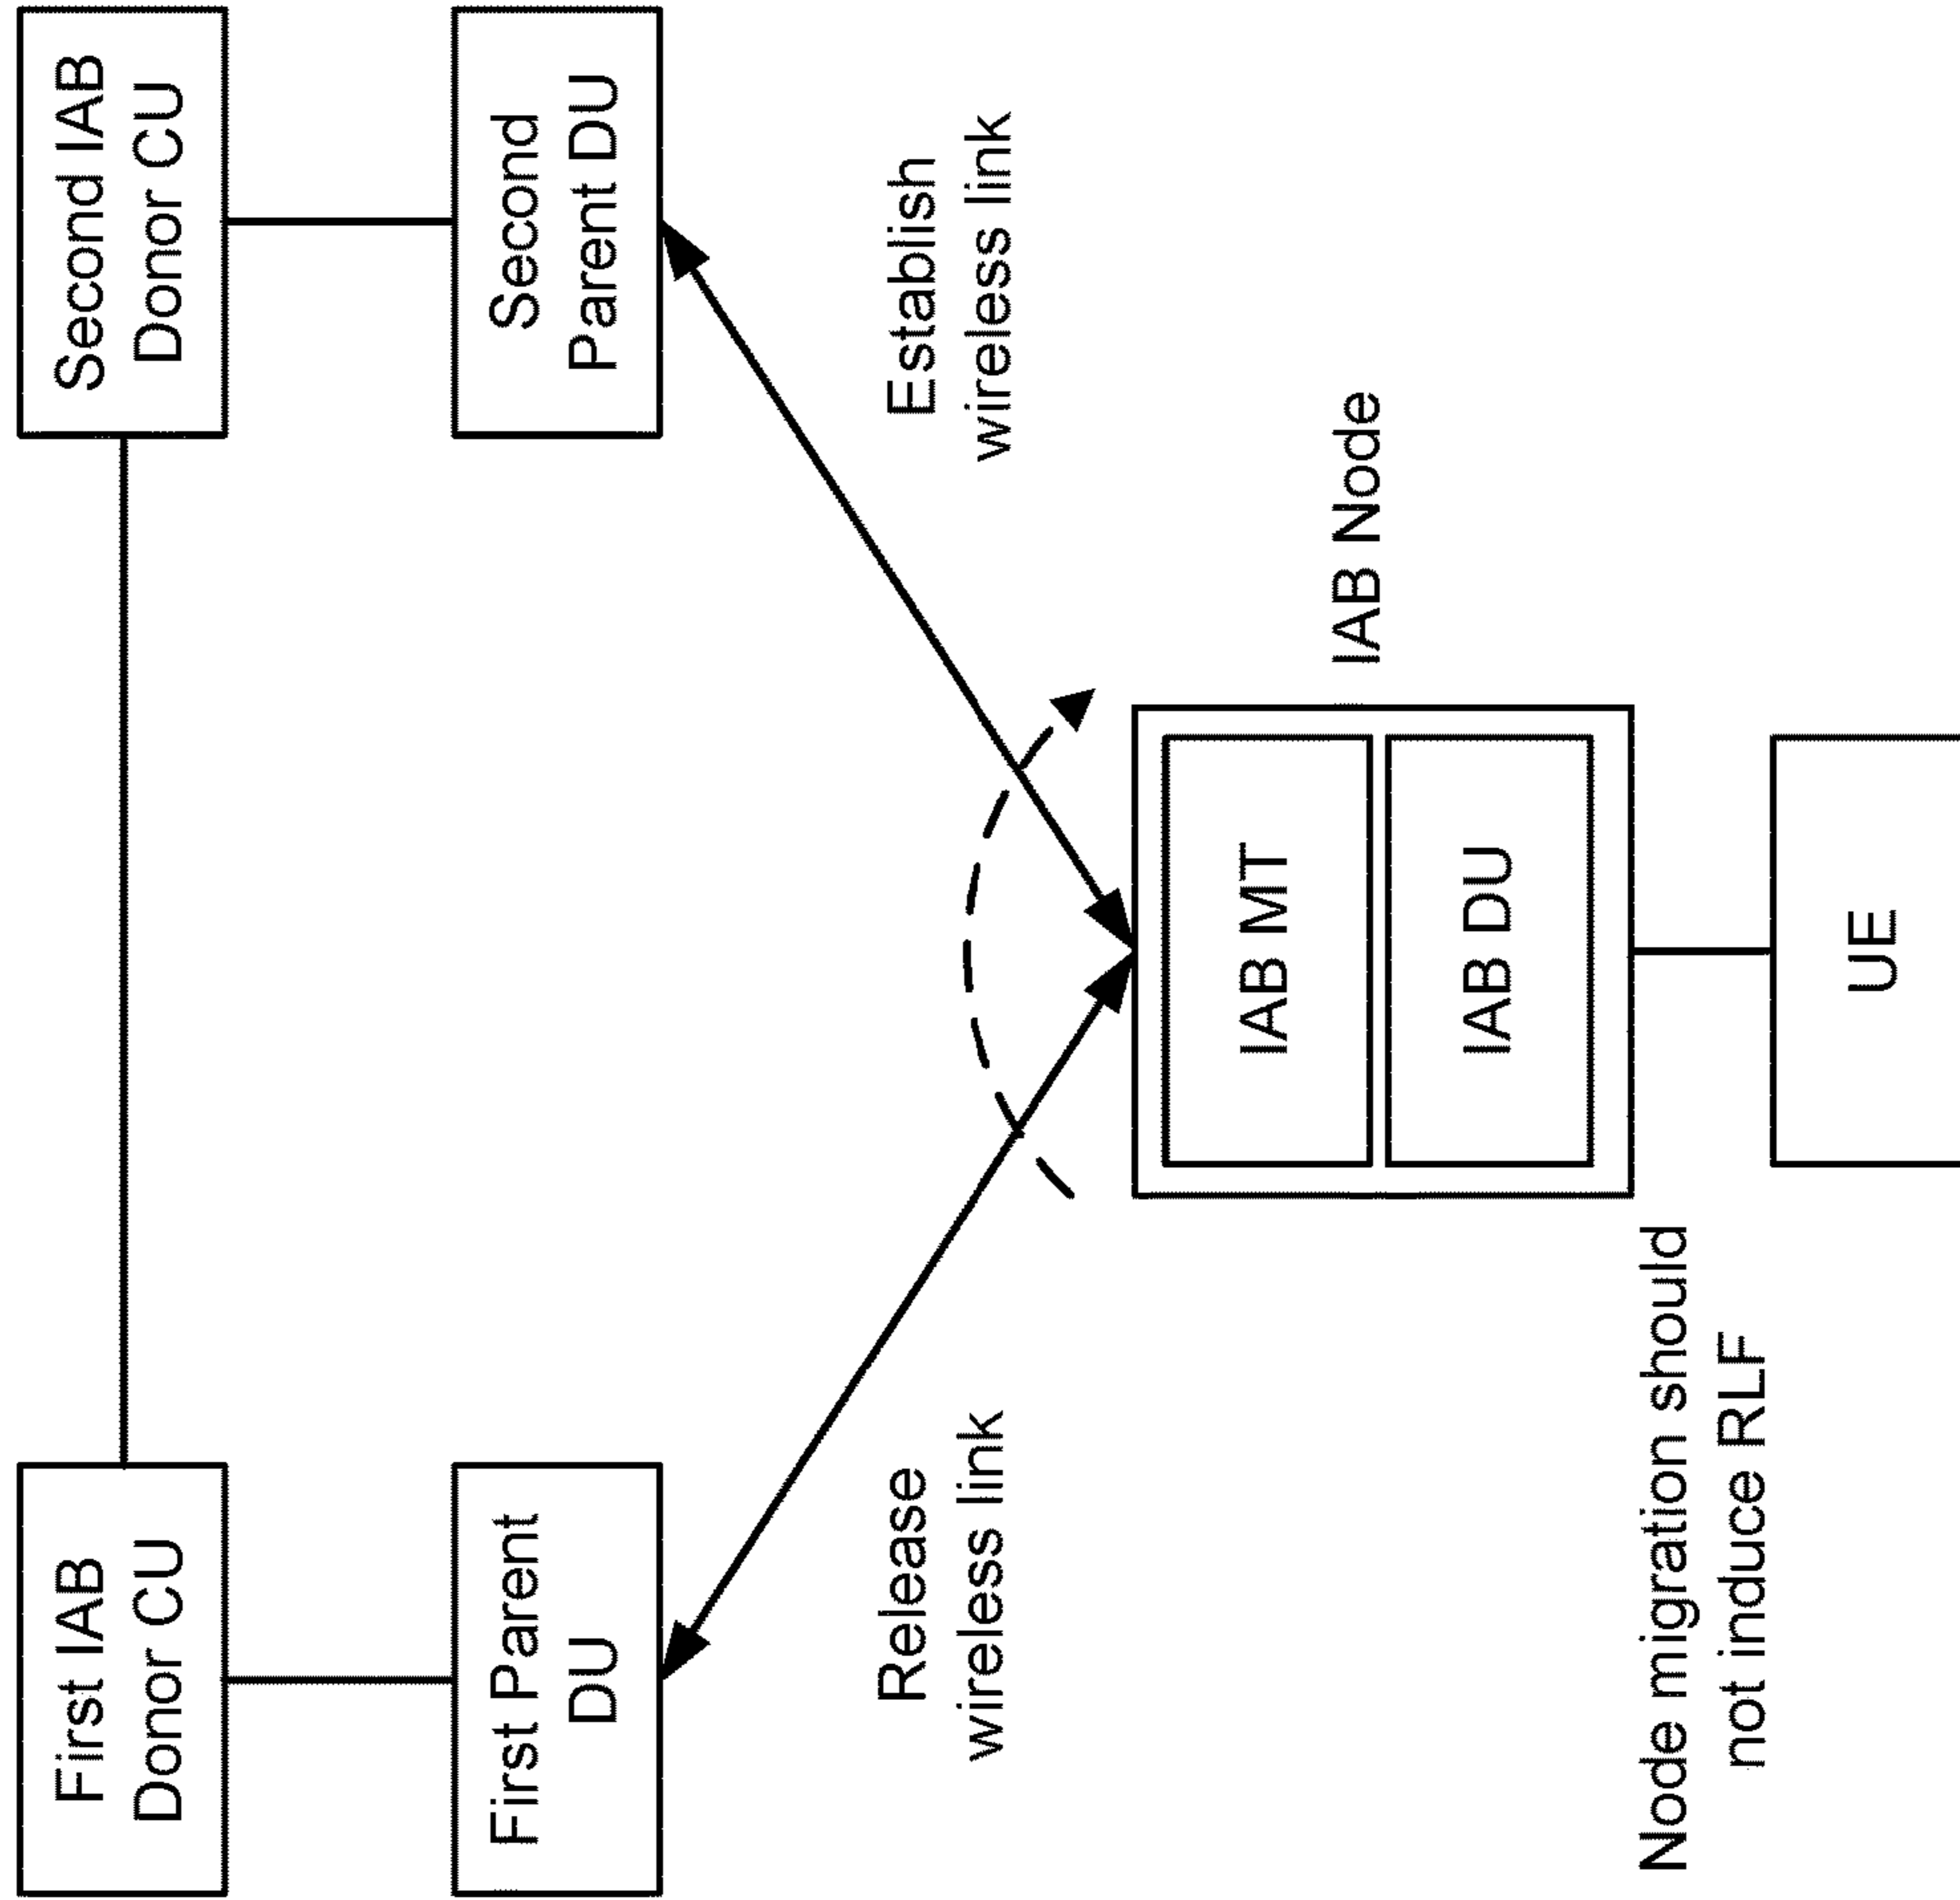 First IAB
Donor CU
Second IAB
Donor CU
First Parent
DU
Second
Parent DU
Release
wireless link
Establish
wireless link
IAB MT
IAB Node
IAB DU
Node migration should
not induce RLF
UE